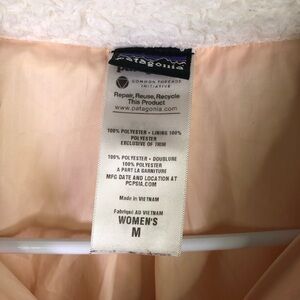 patagonia
COMMON THREADS
INITIATIVE
Repair, Reuse, Recycle
This Product
www.patagonia.com
100% POLYESTER • LINING 100%
POLYESTER
EXCLUSIVE OF TRIM
100% POLYESTER • DOUBLURE
100% POLYESTER
A PART LA GARNITURE
MFG DATE AND LOCATION AT
PCPSIA.COM
Made in VIETNAM
Fabriqué AU VIETNAM
WOMEN'S
M